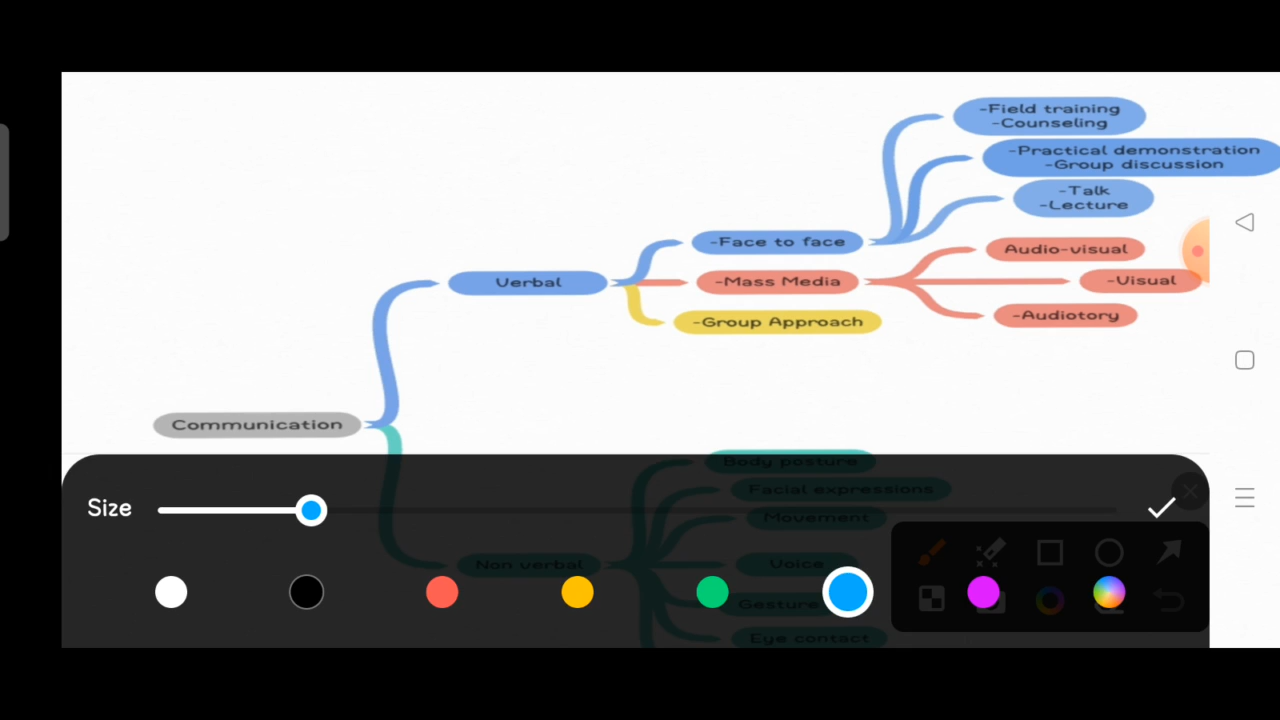 -Field training
-Counseling
-Practical demonstration
-Group discussion
-Talk
-Lecture
-Face to face
Audio-visual
Verbal
-Mass Media
-Visual
-Group Approach
-Audiotory
Communication
Body posture
Facial expressions
Size
Movement
Non verbal
Voice
Gesture
Eye contact